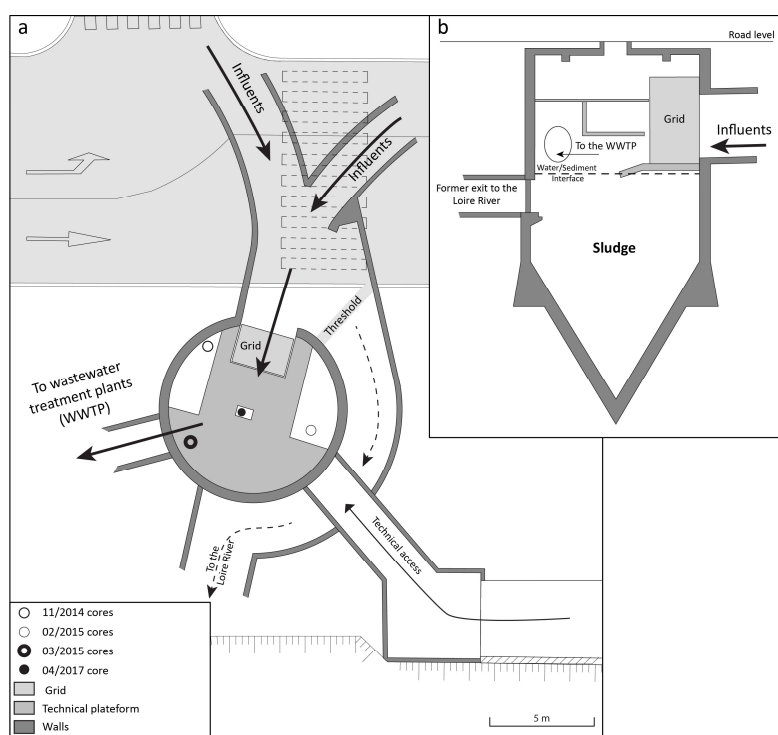 a
Influents
Influents
Threshold
Grid
To wastewater
treatment plants
(WWTP)
To the
Loire River
Technical access
11/2014 cores
02/2015 cores
03/2015 cores
04/2017 core
Grid
Technical plateform
Walls
5 m
b
Road level
Grid
Influents
To the WWTP
Water/Sediment
Interface
Former exit to the
Loire River
Sludge